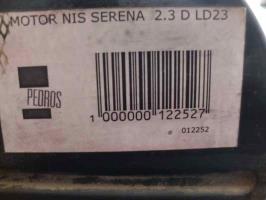 MOTOR NIS SERENA 2.3 D LD23
PEDROS
1 000000 122527
012252